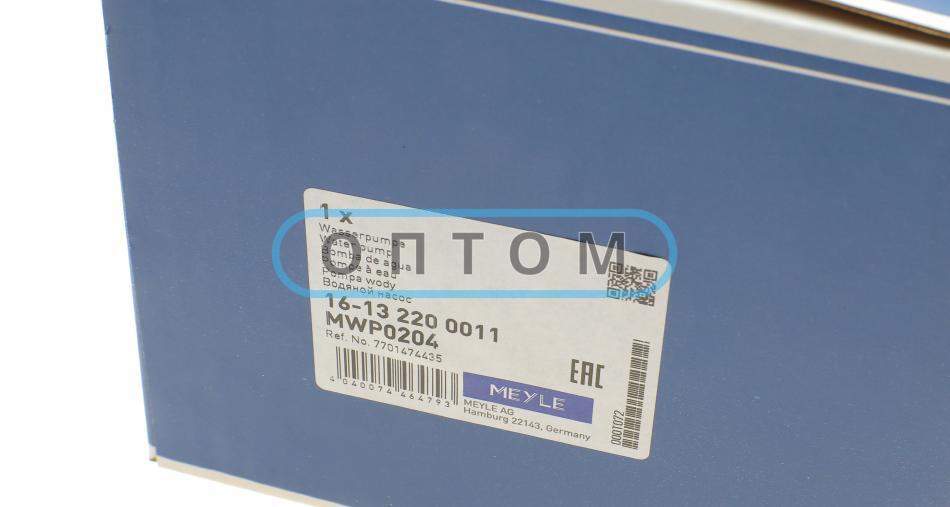 1 x
Wasserpumpe
Water pump
Bomba de agua
Pompe à eau
Pompa wody
Водяной насос
ОПТОМ
16-13 220 0011
MWP0204
Ref. No. 7701474435
4 040074 464793
MEYLE
MEYLE AG
Hamburg 22143, Germany
EAC
000T072